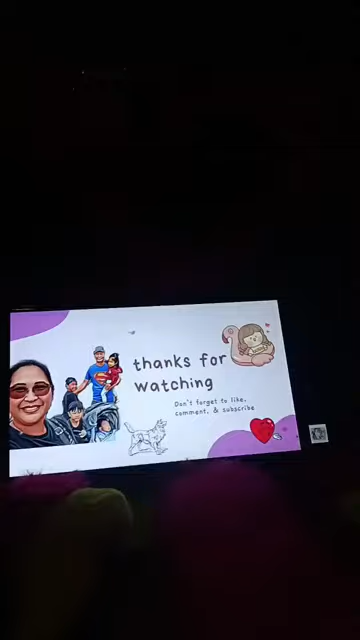 thanks for
watching
Don't forget to like,
comment, & subscribe